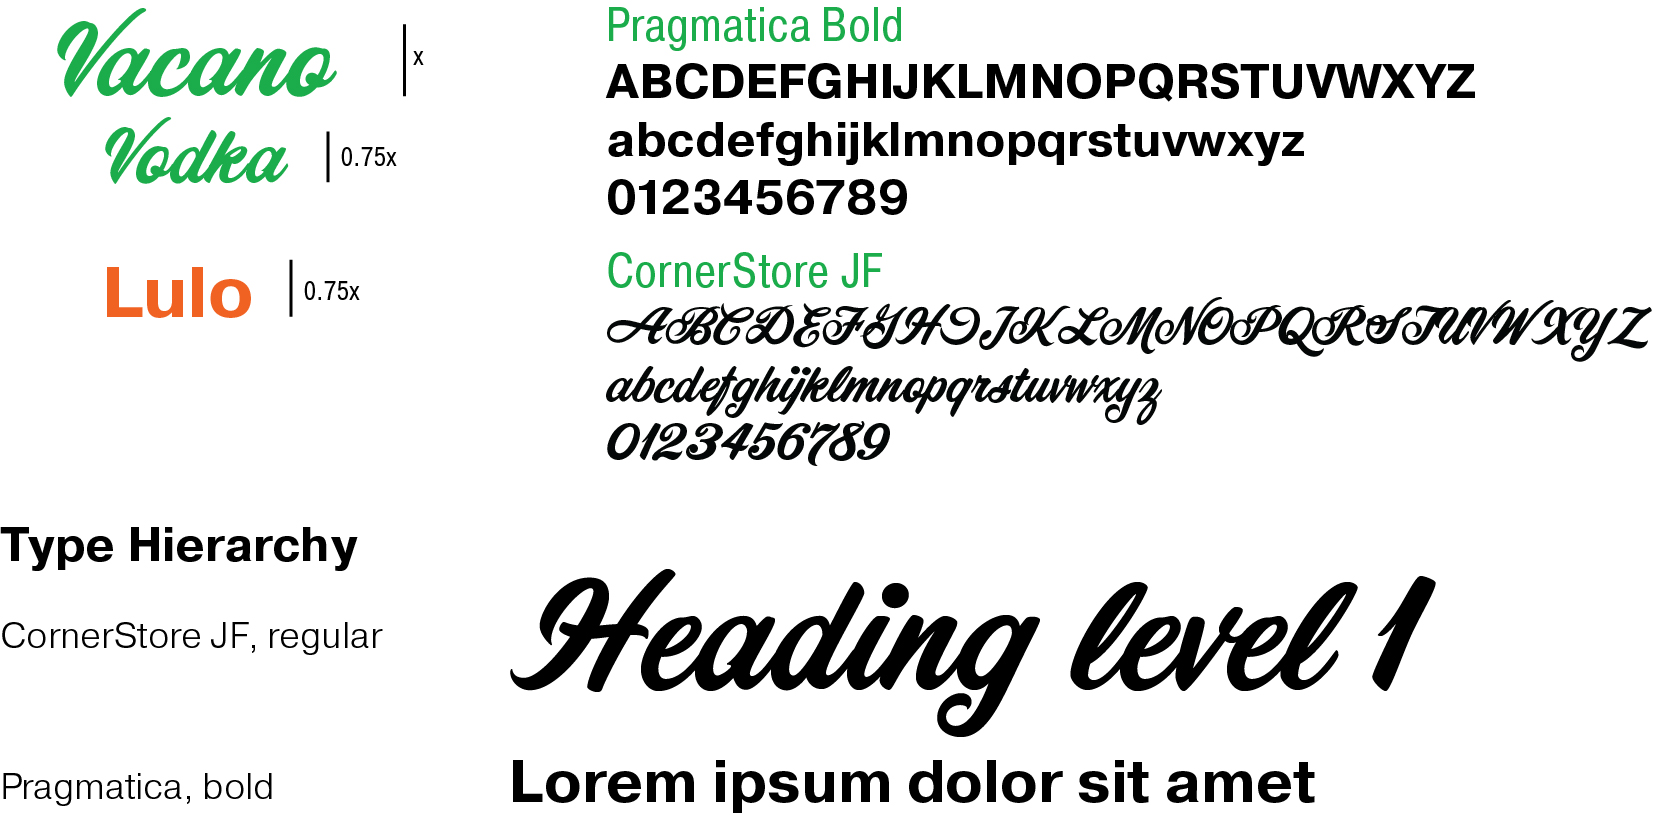 Vacano
x
Vodka
0.75x
Lulo
0.75x
Pragmatica Bold
ABCDEFGHIJKLMNOPQRSTUVWXYZ
abcdefghijklmnopqrstuvwxyz
0123456789
CornerStore JF
ABCDEFGHIJKLMNOPQRSTUVWXYZ
abcdefghijklmnopqrstuvwxyz
0123456789
Type Hierarchy
CornerStore JF, regular
Heading level 1
Pragmatica, bold
Lorem ipsum dolor sit amet